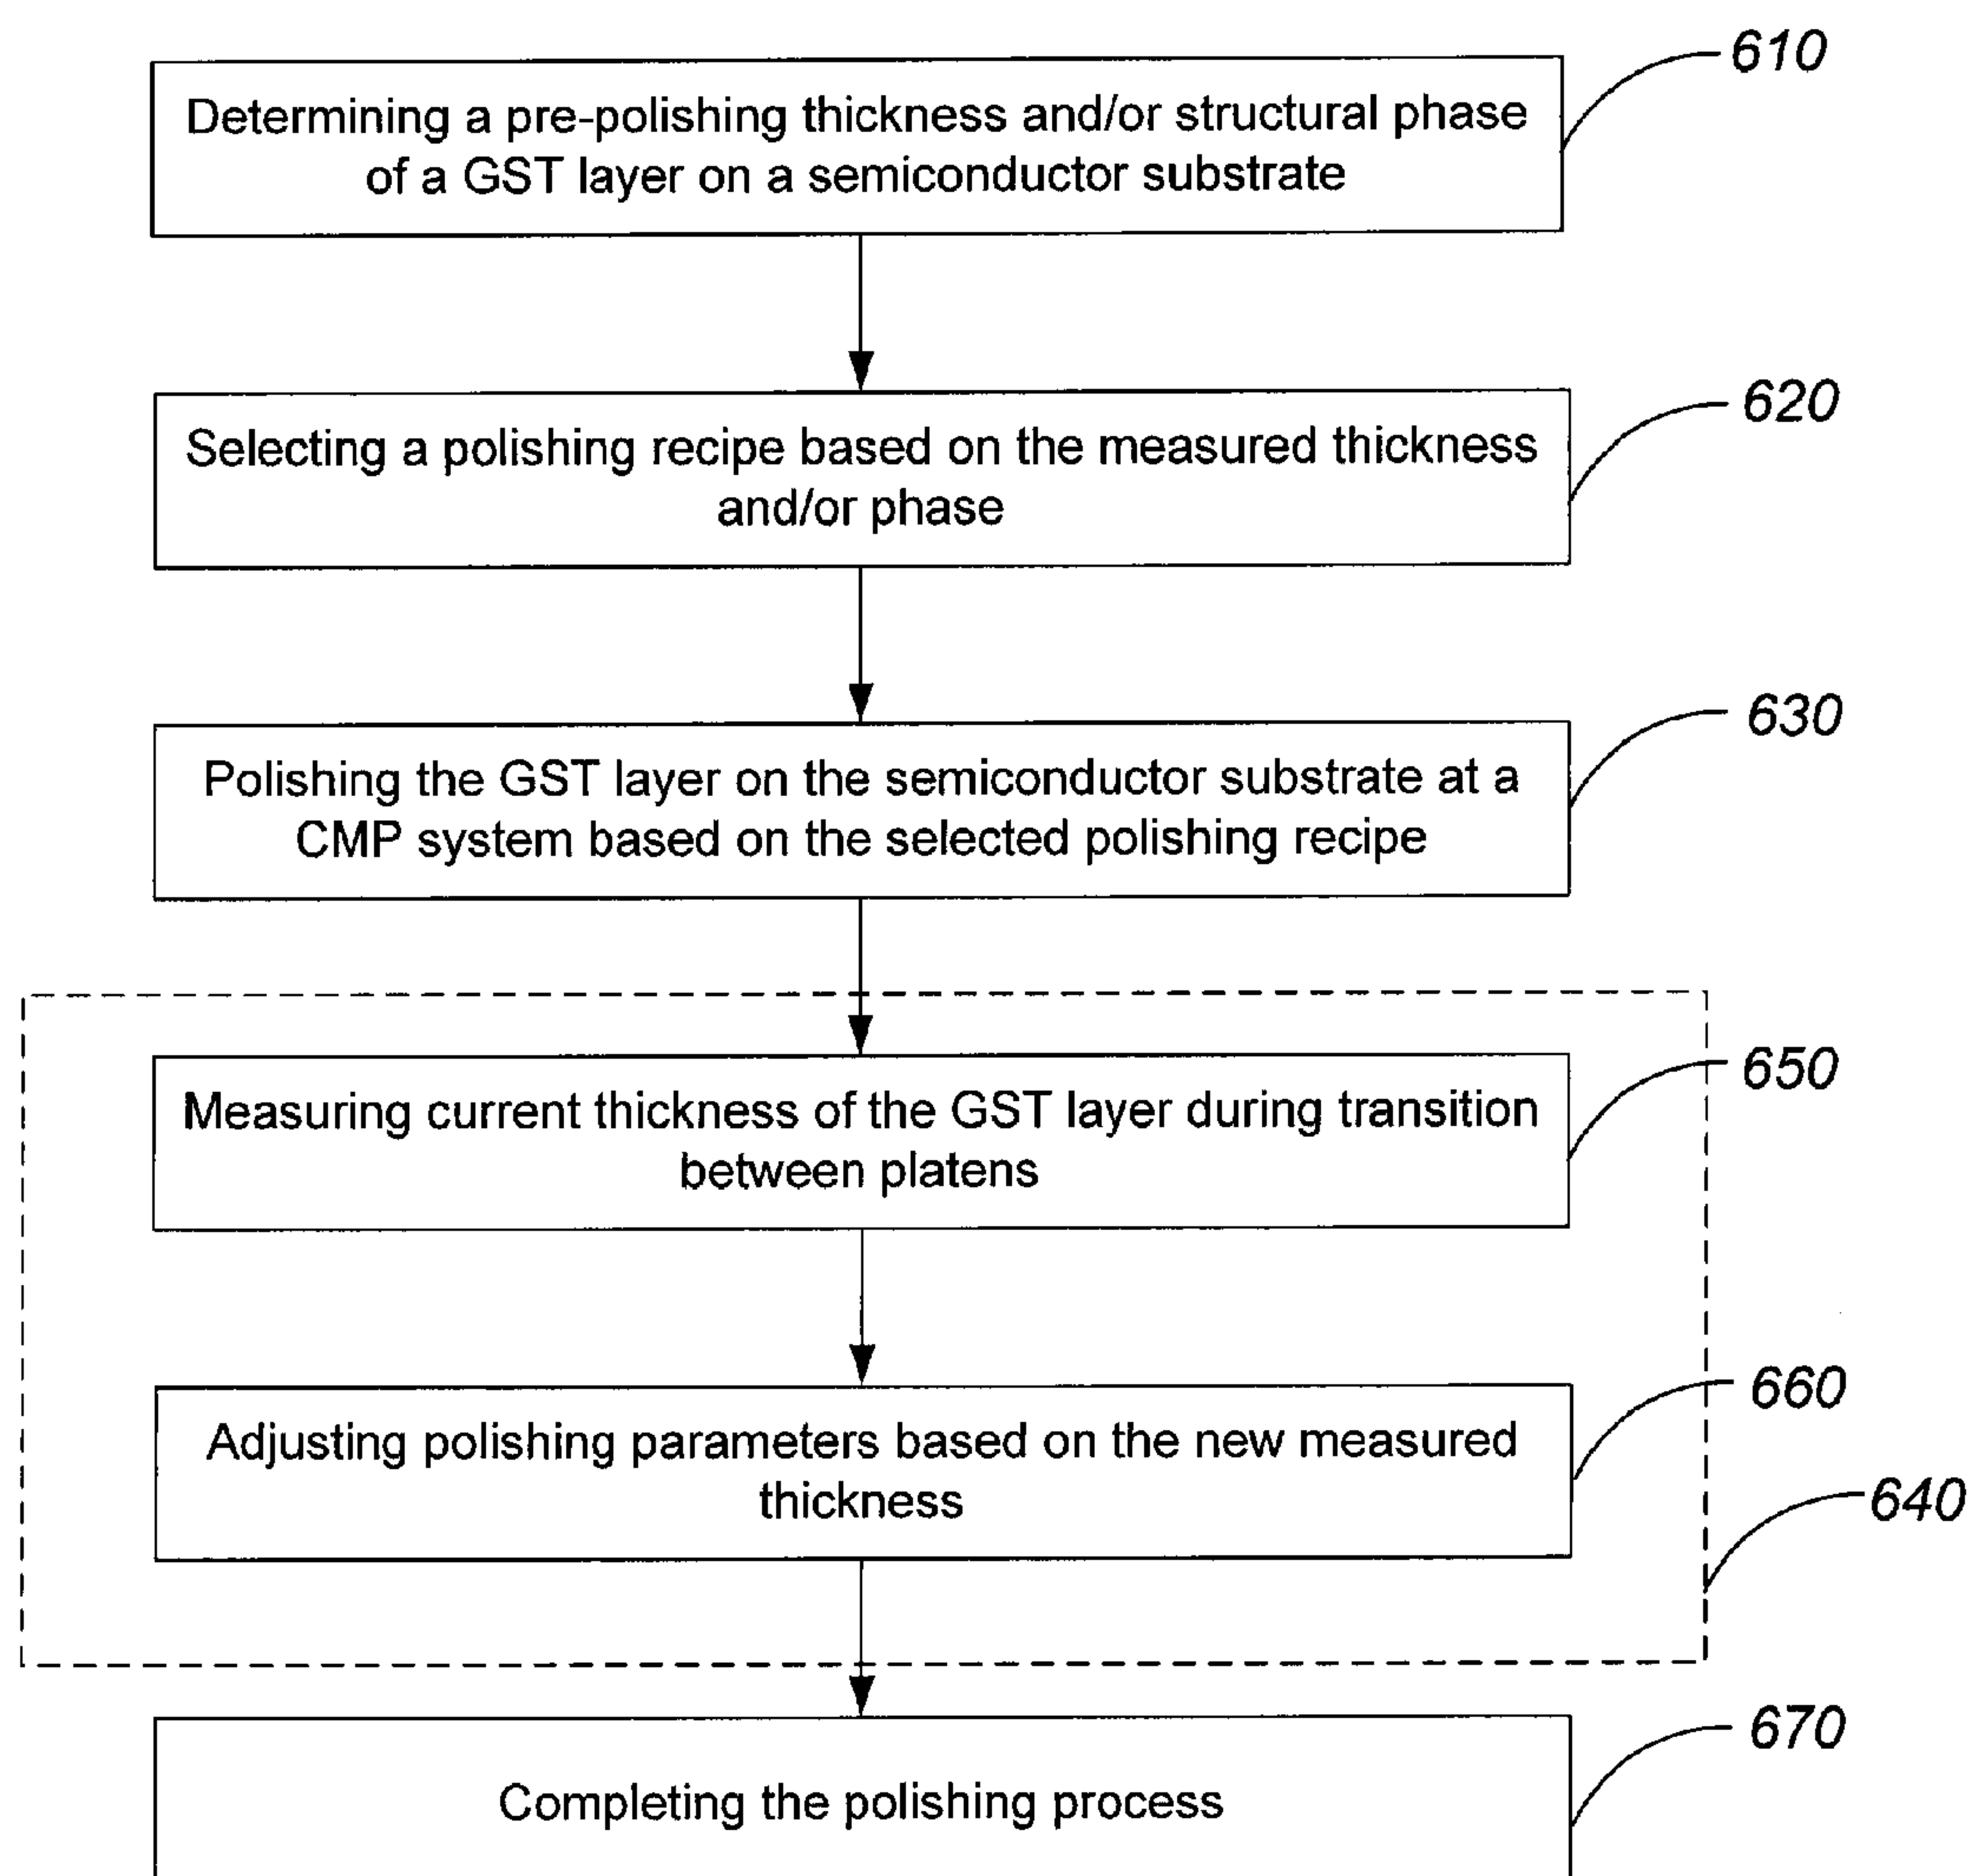 610
Determining a pre-polishing thickness and/or structural phase
of a GST layer on a semiconductor substrate
620
Selecting a polishing recipe based on the measured thickness
and/or phase
630
Polishing the GST layer on the semiconductor substrate at a
CMP system based on the selected polishing recipe
650
Measuring current thickness of the GST layer during transition
between platens
660
Adjusting polishing parameters based on the new measured
thickness
640
670
Completing the polishing process